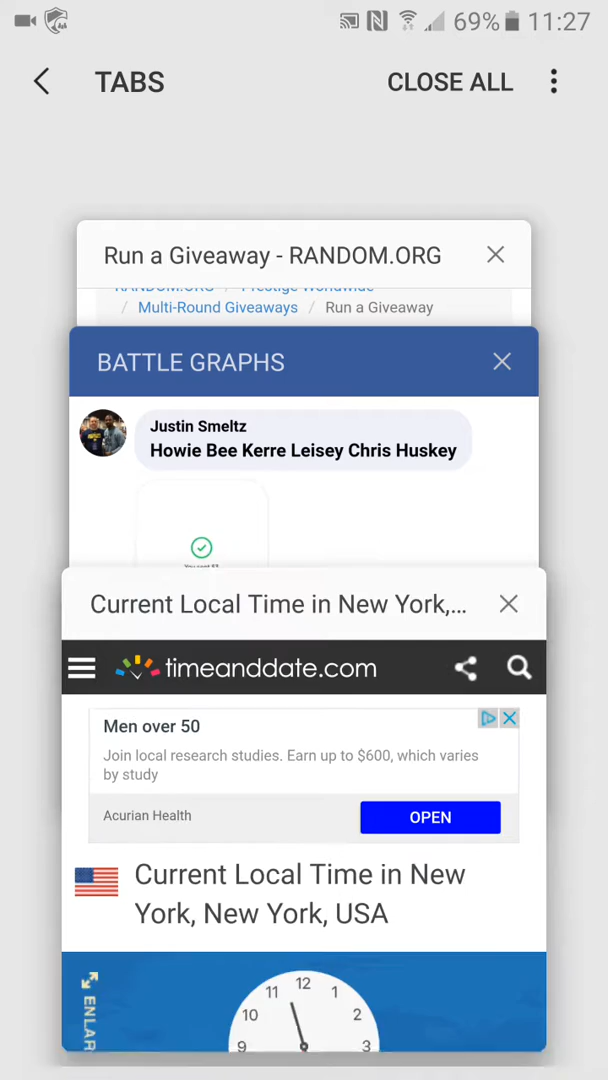 69% 11:27
TABS CLOSE ALL
Run a Giveaway - RANDOM.ORG
RANDOM.ORG / Prestige Worldwide
/ Multi-Round Giveaways / Run a Giveaway
BATTLE GRAPHS
Justin Smeltz
Howie Bee Kerre Leisey Chris Huskey
You sent $3
Current Local Time in New York,...
timeanddate.com
Men over 50
Join local research studies. Earn up to $600, which varies
by study
Acurian Health OPEN
Current Local Time in New
York, New York, USA
ENLAR
11 12 1
10 2
9 3